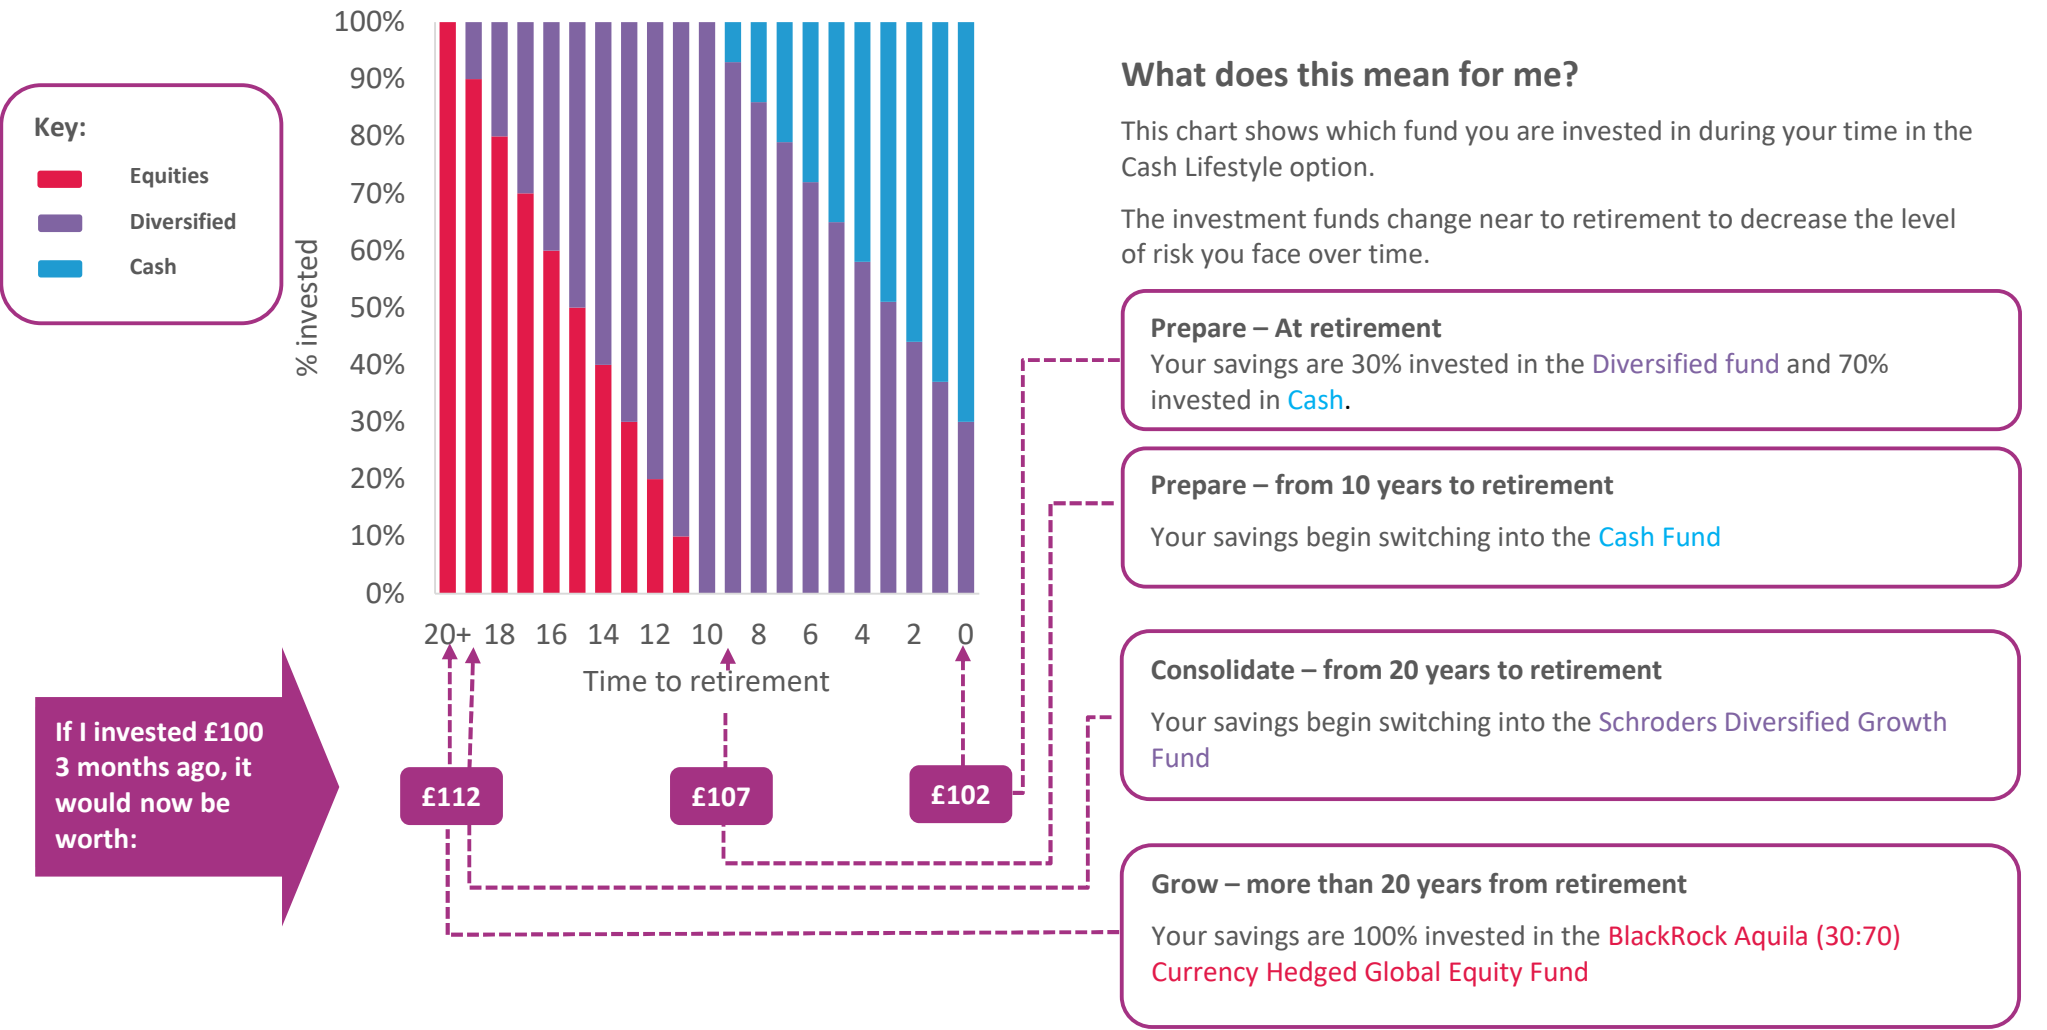 Key:
Equities
Diversified
Cash
% invested
100%
90%
80%
70%
60%
50%
40%
30%
20%
10%
0%
20+ 18 16 14 12 10 8 6 4 2 0
Time to retirement
If I invested £100
3 months ago, it
would now be
worth:
£112
£107
£102
What does this mean for me?
This chart shows which fund you are invested in during your time in the
Cash Lifestyle option.
The investment funds change near to retirement to decrease the level
of risk you face over time.
Prepare – At retirement
Your savings are 30% invested in the Diversified fund and 70%
invested in Cash.
Prepare – from 10 years to retirement
Your savings begin switching into the Cash Fund
Consolidate – from 20 years to retirement
Your savings begin switching into the Schroders Diversified Growth
Fund
Grow – more than 20 years from retirement
Your savings are 100% invested in the BlackRock Aquila (30:70)
Currency Hedged Global Equity Fund